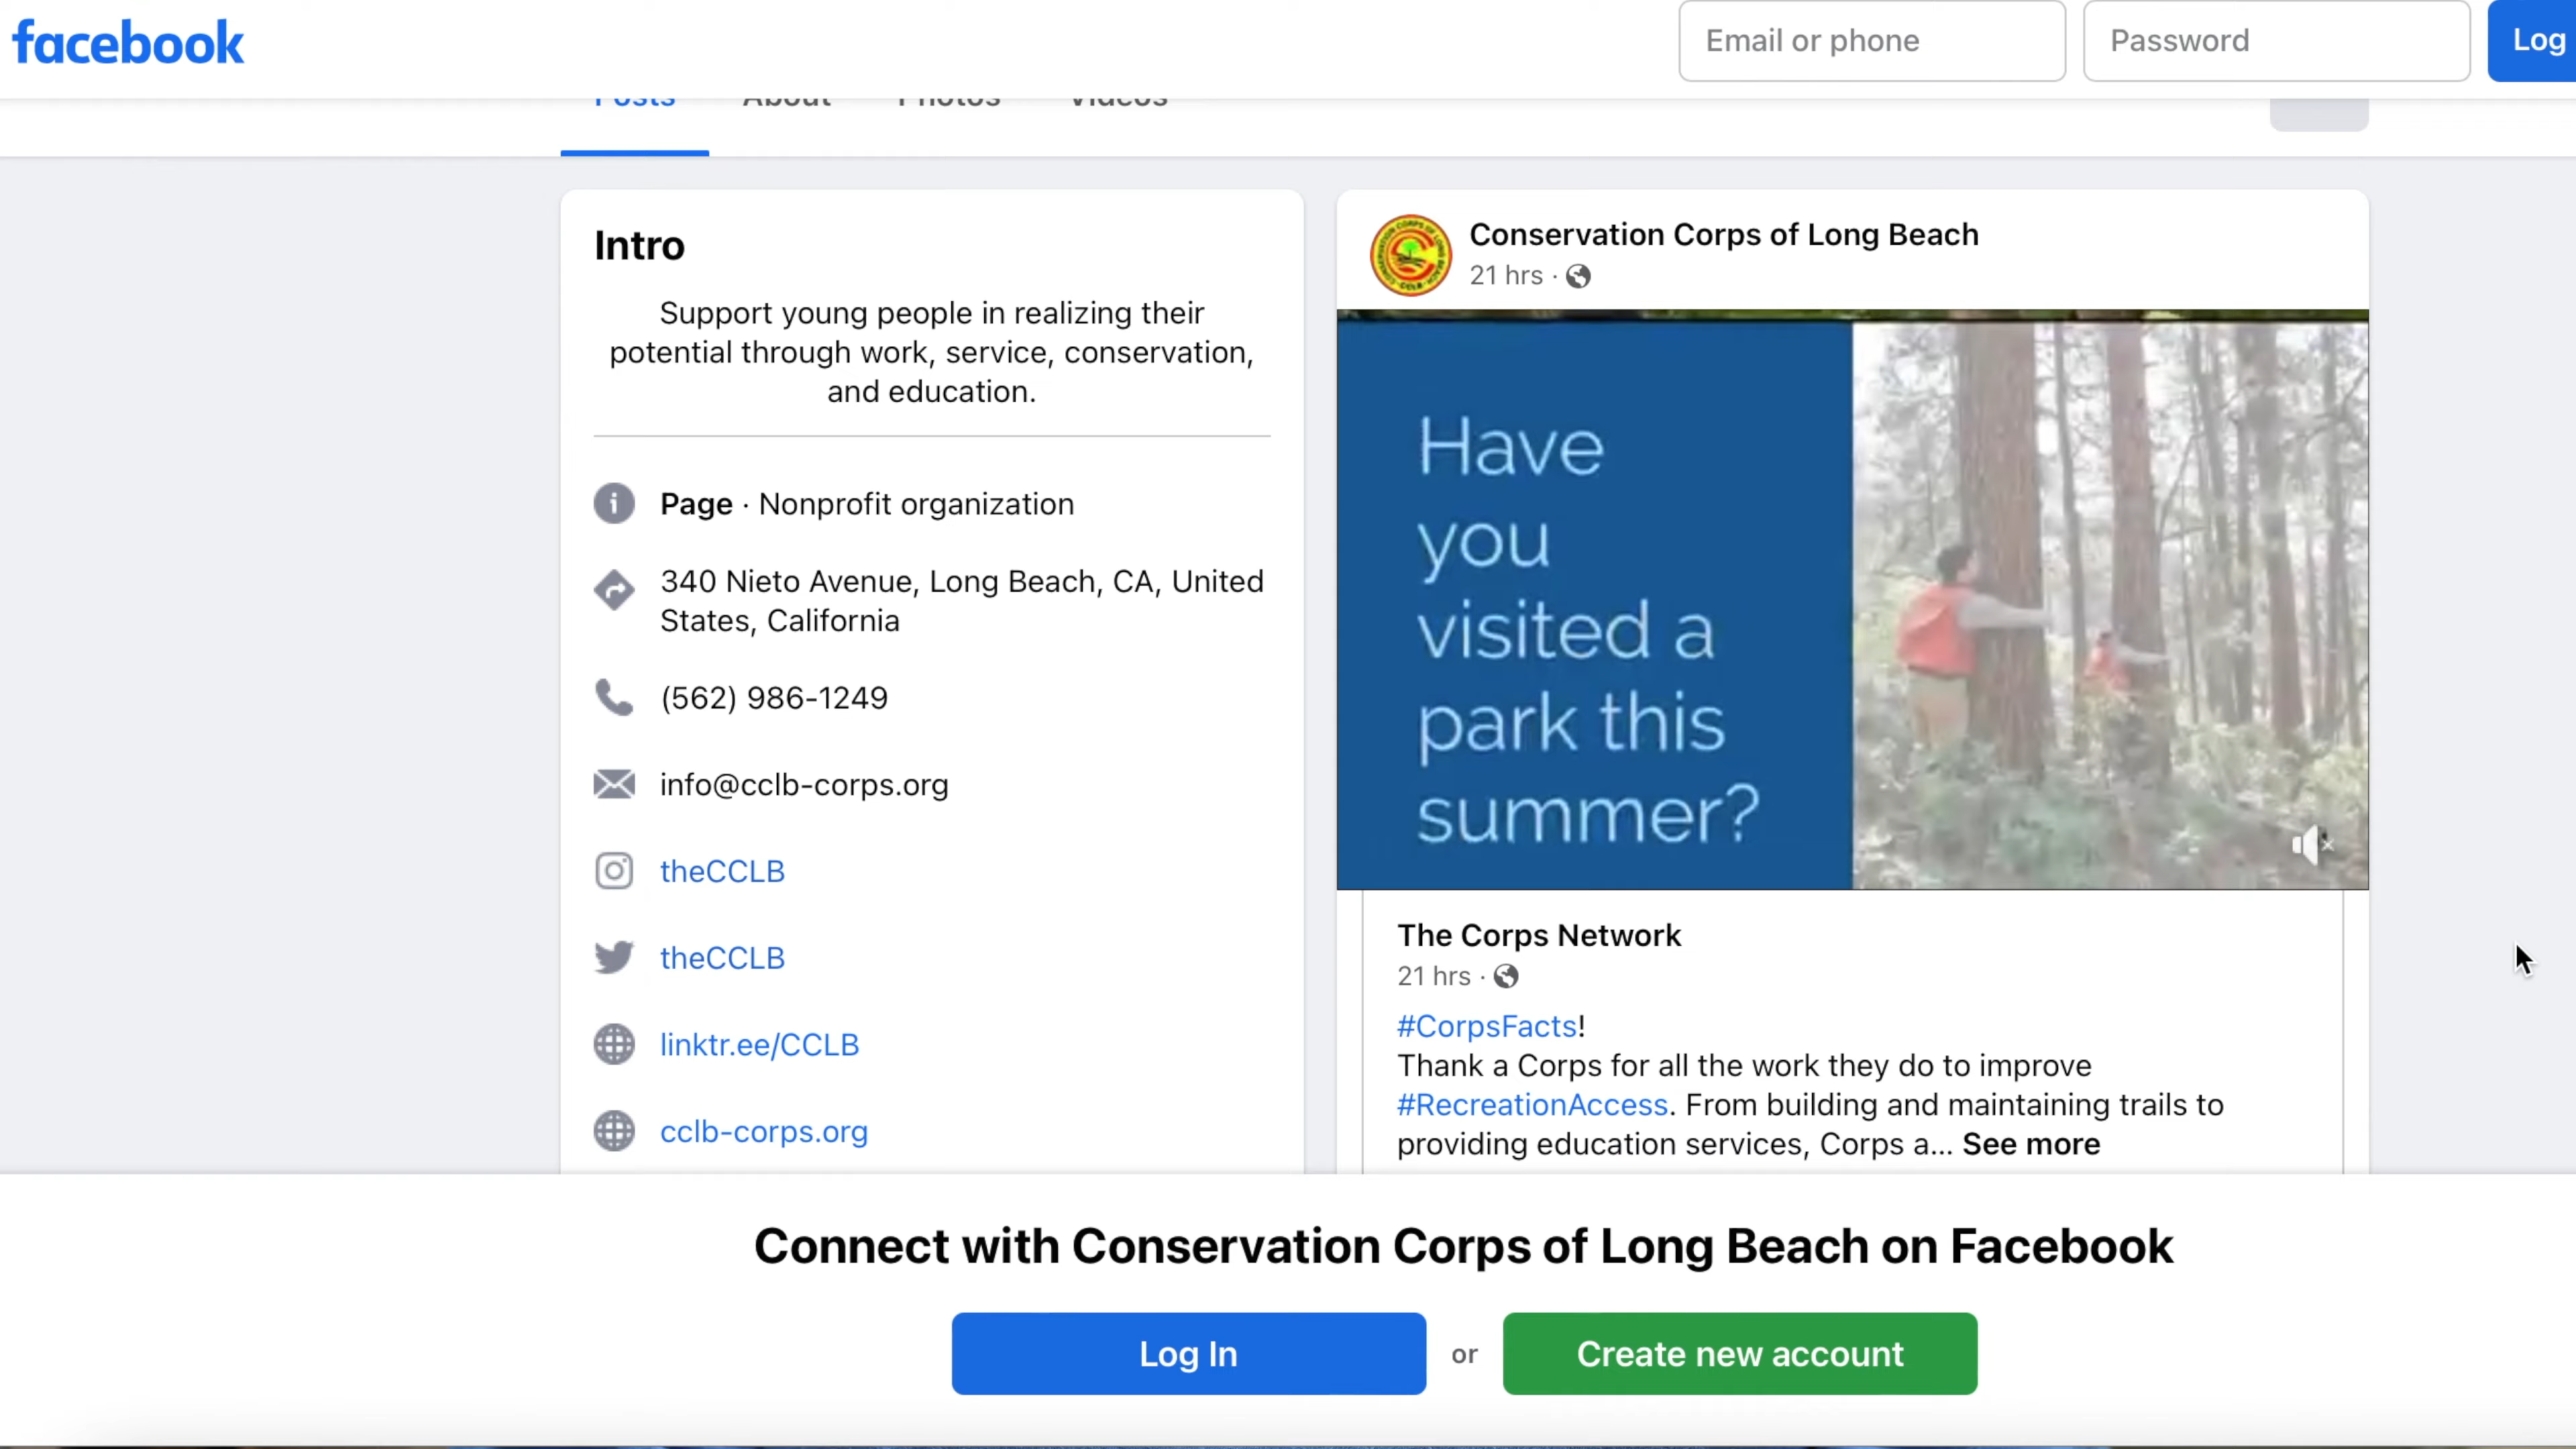 facebook
Email or phone
Password
Log
Posts
About
Photos
Videos
Intro
Support young people in realizing their
potential through work, service, conservation,
and education.
Page · Nonprofit organization
340 Nieto Avenue, Long Beach, CA, United
States, California
(562) 986-1249
info@cclb-corps.org
theCCLB
theCCLB
linktr.ee/CCLB
cclb-corps.org
Conservation Corps of Long Beach
21 hrs ·
Have
you
visited a
park this
summer?
The Corps Network
21 hrs ·
#CorpsFacts!
Thank a Corps for all the work they do to improve
#RecreationAccess. From building and maintaining trails to
providing education services, Corps a... See more
Connect with Conservation Corps of Long Beach on Facebook
Log In
or
Create new account